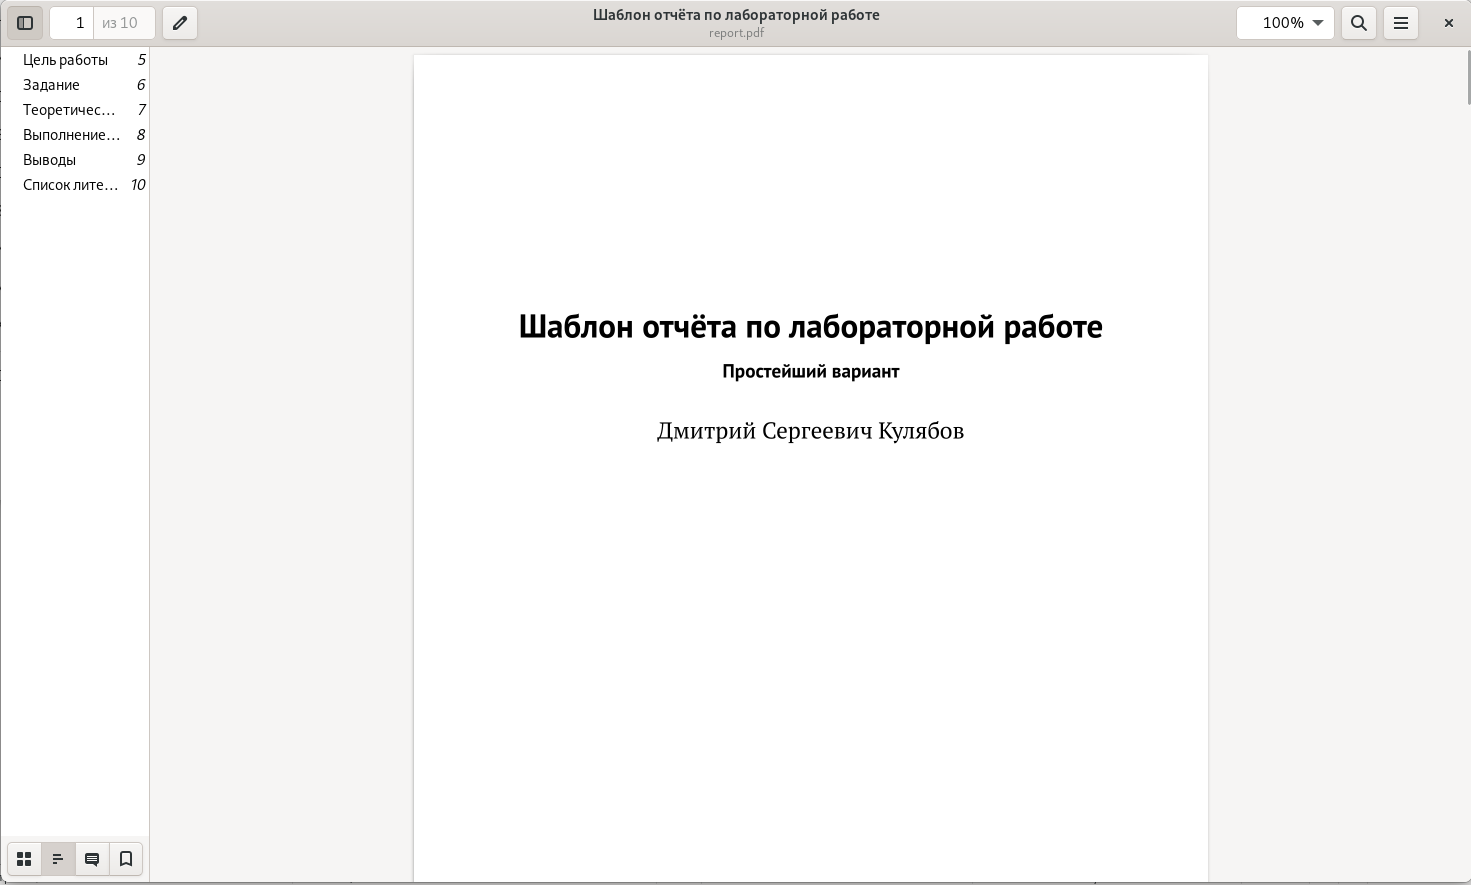 1 из 10
Шаблон отчёта по лабораторной работе
report.pdf
100%
Цель работы 5
Задание 6
Теоретичес… 7
Выполнение… 8
Выводы 9
Список лите… 10
Шаблон отчёта по лабораторной работе
Простейший вариант
Дмитрий Сергеевич Кулябов